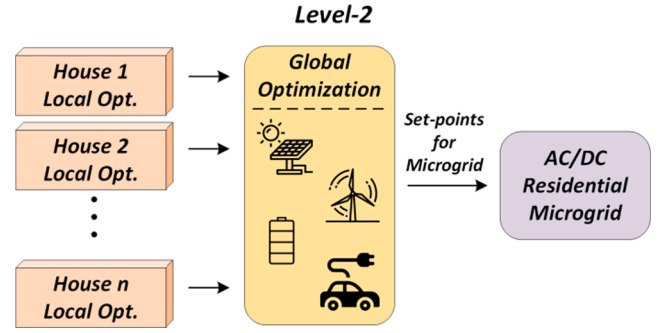 Level-2
House 1
Local Opt.
House 2
Local Opt.
House n
Local Opt.
Global
Optimization
Set-points
for
Microgrid
AC/DC
Residential
Microgrid